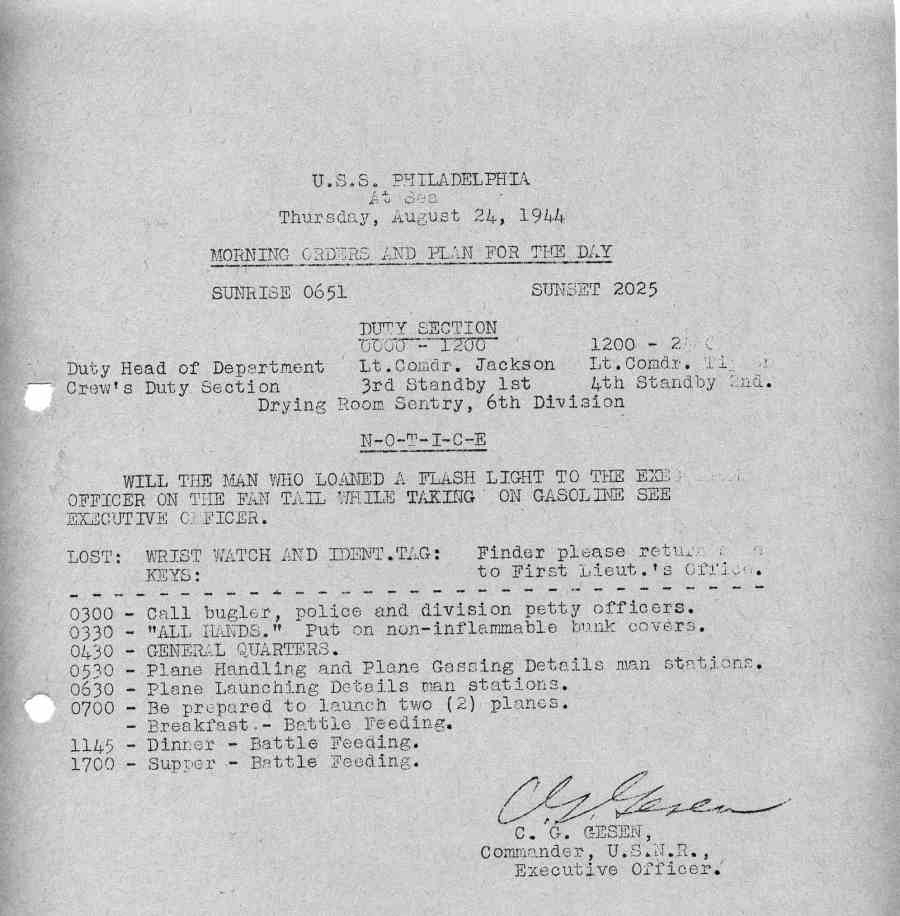 U.S.S. PHILADELPHIA
At Sea
Thursday, August 24, 1944
MORNING ORDERS AND PLAN FOR THE DAY
SUNRISE 0651 SUNSET 2025
DUTY SECTION
0000 - 1200 1200 -
Duty Head of Department Lt.Comdr. Jackson Lt.Comdr.
Crew's Duty Section 3rd Standby 1st 4th Standby 2nd.
Drying Room Sentry, 6th Division
N-O-T-I-C-E
WILL THE MAN WHO LOANED A FLASH LIGHT TO THE
OFFICER ON THE FAN TAIL WHILE TAKING ON GASOLINE SEE
EXECUTIVE OFFICER.
LOST: WRIST WATCH AND IDENT.TAG: Finder please return
KEYS: to First Lieut.'s Office.
0300 - Call bugler, police and division petty officers.
0330 - "ALL HANDS." Put on non-inflammable bunk covers.
0430 - GENERAL QUARTERS.
0530 - Plane Handling and Plane Gassing Details man stations.
0630 - Plane Launching Details man stations.
0700 - Be prepared to launch two (2) planes.
- Breakfast - Battle Feeding.
1145 - Dinner - Battle Feeding.
1700 - Supper - Battle Feeding.
C. G. Gesen
C. G. GESEN,
Commander, U.S.N.R.,
Executive Officer.